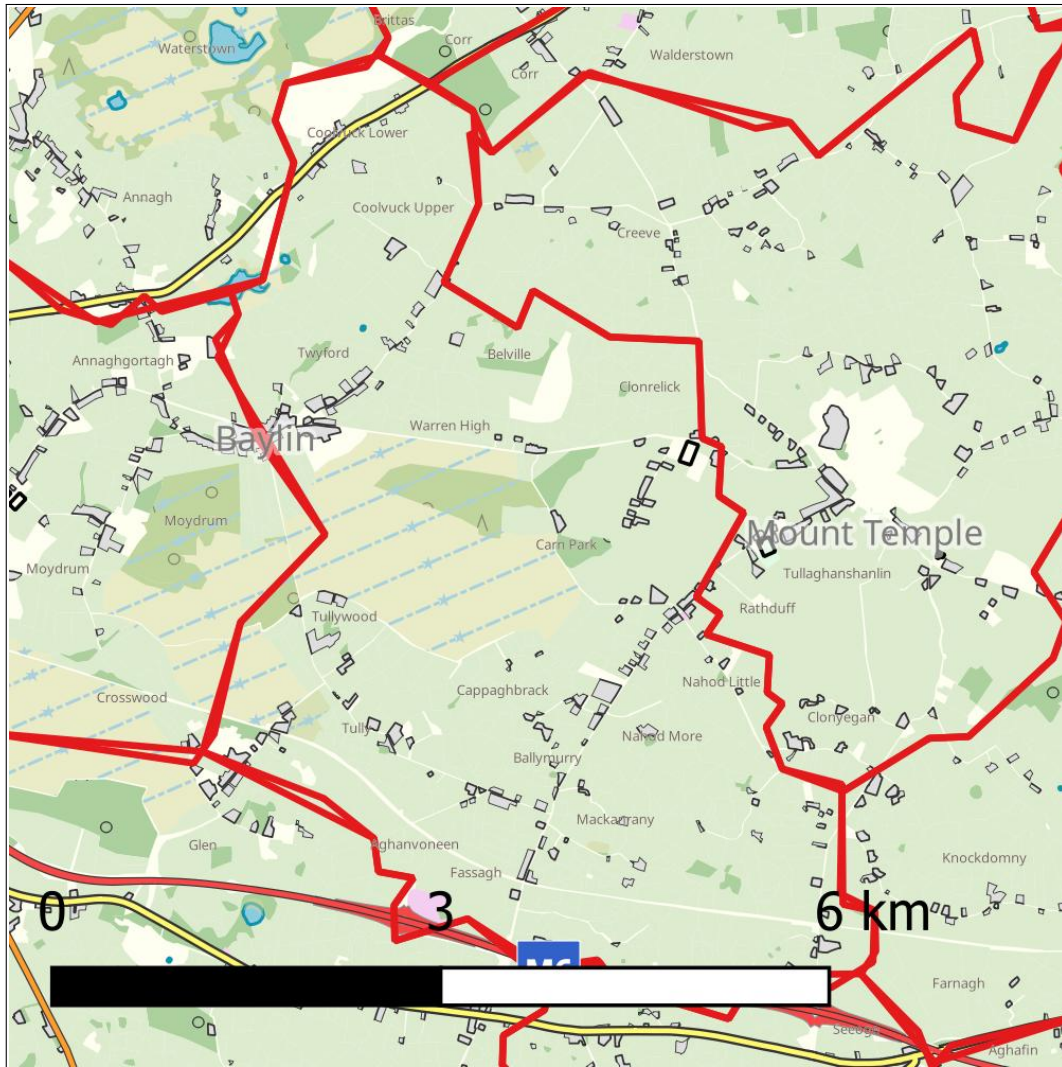 Brittas
Waterstown
Corr
Corr
Walderstown
Coolvuck Lower
Annagh
Coolvuck Upper
Creeve
Annaghgortagh
Twyford
Belville
Clonrelick
Baylin
Warren High
Moydrum
Mount Temple
Carn Park
Moydrum
Tullaghanshanlin
Tullywood
Rathduff
Crosswood
Cappaghbrack
Nahod Little
Tully
Clonyegan
Nahod More
Ballymurry
Mackanrany
Glen
Aghanvoneen
Knockdomny
Fassagh
0 3 6 km
M6
Farnagh
Aghafin